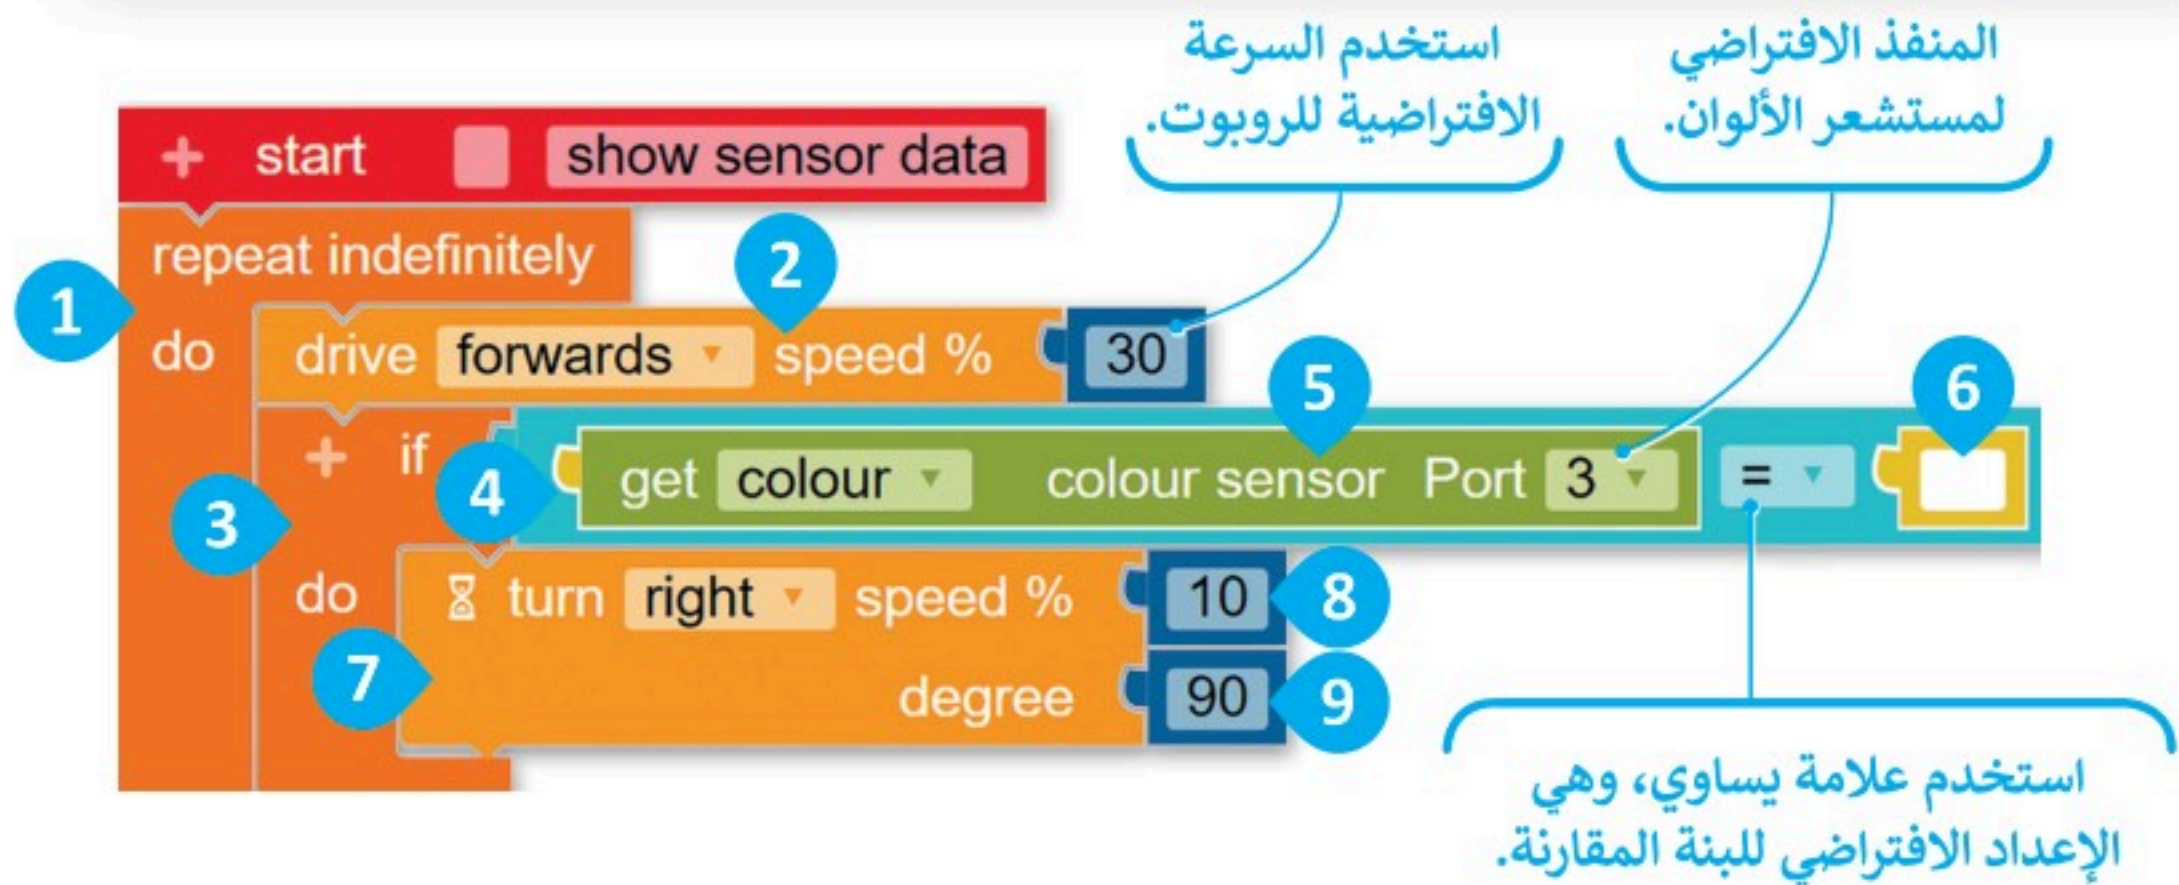 استخدم السرعة
الافتراضية للروبوت.
المنفذ الافتراضي
لمستشعر الألوان.
+ start show sensor data
repeat indefinitely
1
2
do drive forwards speed % 30
3
+ if 4 get colour colour sensor Port 3 = 
5
6
do turn right speed % 10 8
7
degree 90 9
استخدم علامة يساوي، وهي
الإعداد الافتراضي للبنة المقارنة.